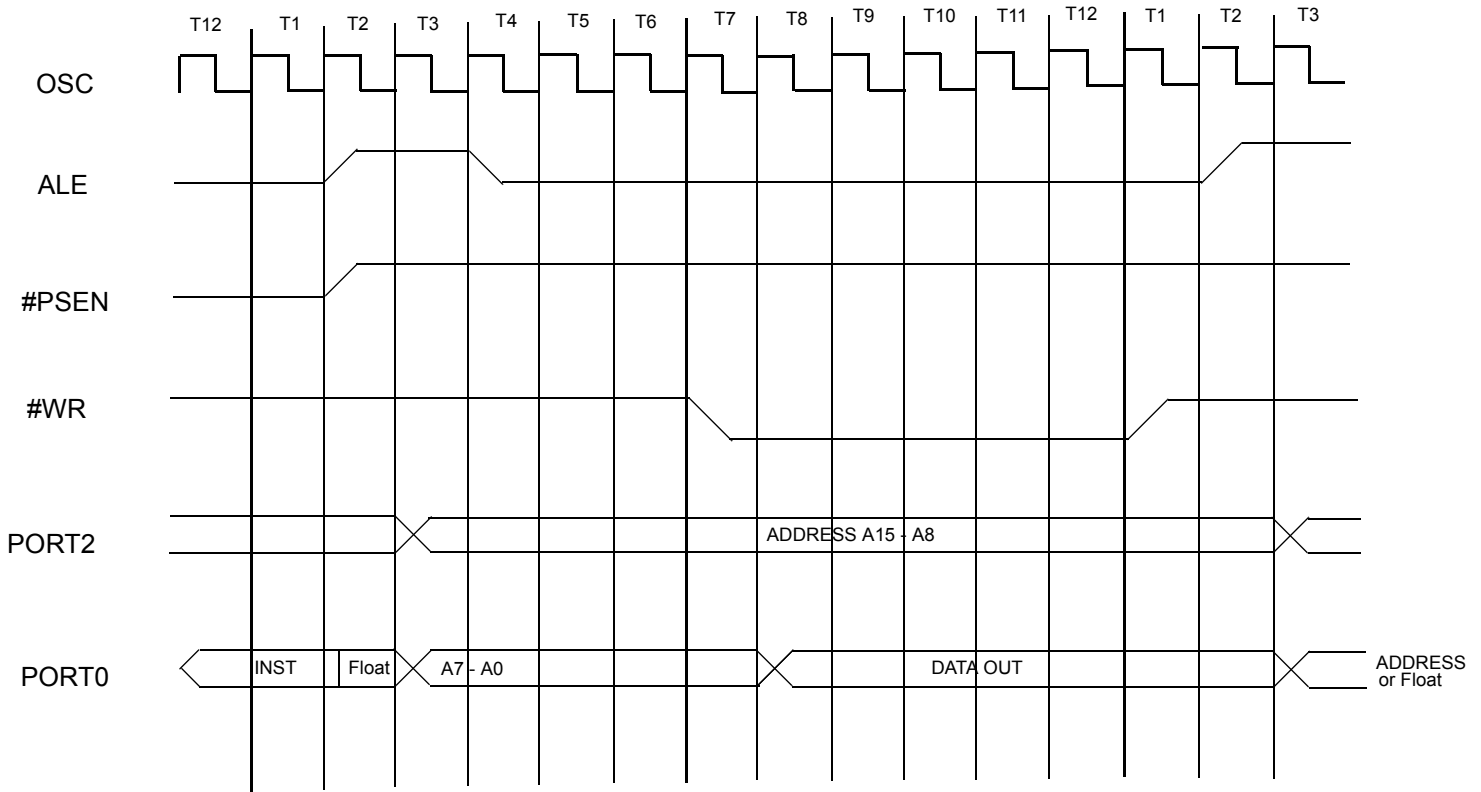 T12 T1 T2 T3 T4 T5 T6 T7 T8 T9 T10 T11 T12 T1 T2 T3
OSC
ALE
#PSEN
#WR
PORT2
ADDRESS A15 - A8
PORT0
INST Float A7 - A0 DATA OUT
ADDRESS
or Float